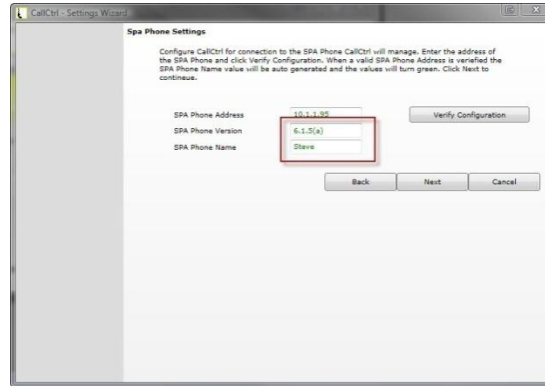 CallCtrl - Settings Wizard
Spa Phone Settings
Configure CallCtrl for connection to the SPA Phone CallCtrl will manage. Enter the address of
the SPA Phone and click Verify Configuration. When a valid SPA Phone Address is veriefied the
SPA Phone Name value will be auto generated and the values will turn green. Click Next to
contineue.
SPA Phone Address 10.1.1.95 Verify Configuration
SPA Phone Version 6.1.5(a)
SPA Phone Name Steve
Back Next Cancel